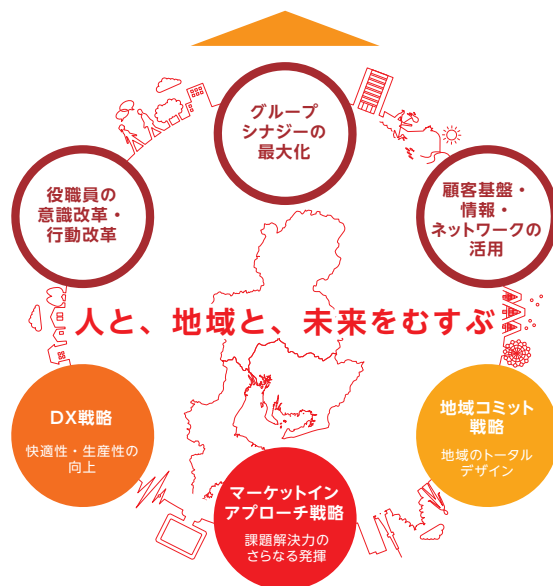 グループ
シナジーの
最大化
役職員の
意識改革・
行動改革
顧客基盤・
情報・
ネットワークの
活用
人と、地域と、未来をむすぶ
DX戦略
快適性・生産性の
向上
地域コミット
戦略
地域のトータル
デザイン
マーケットイン
アプローチ戦略
課題解決力の
さらなる発揮